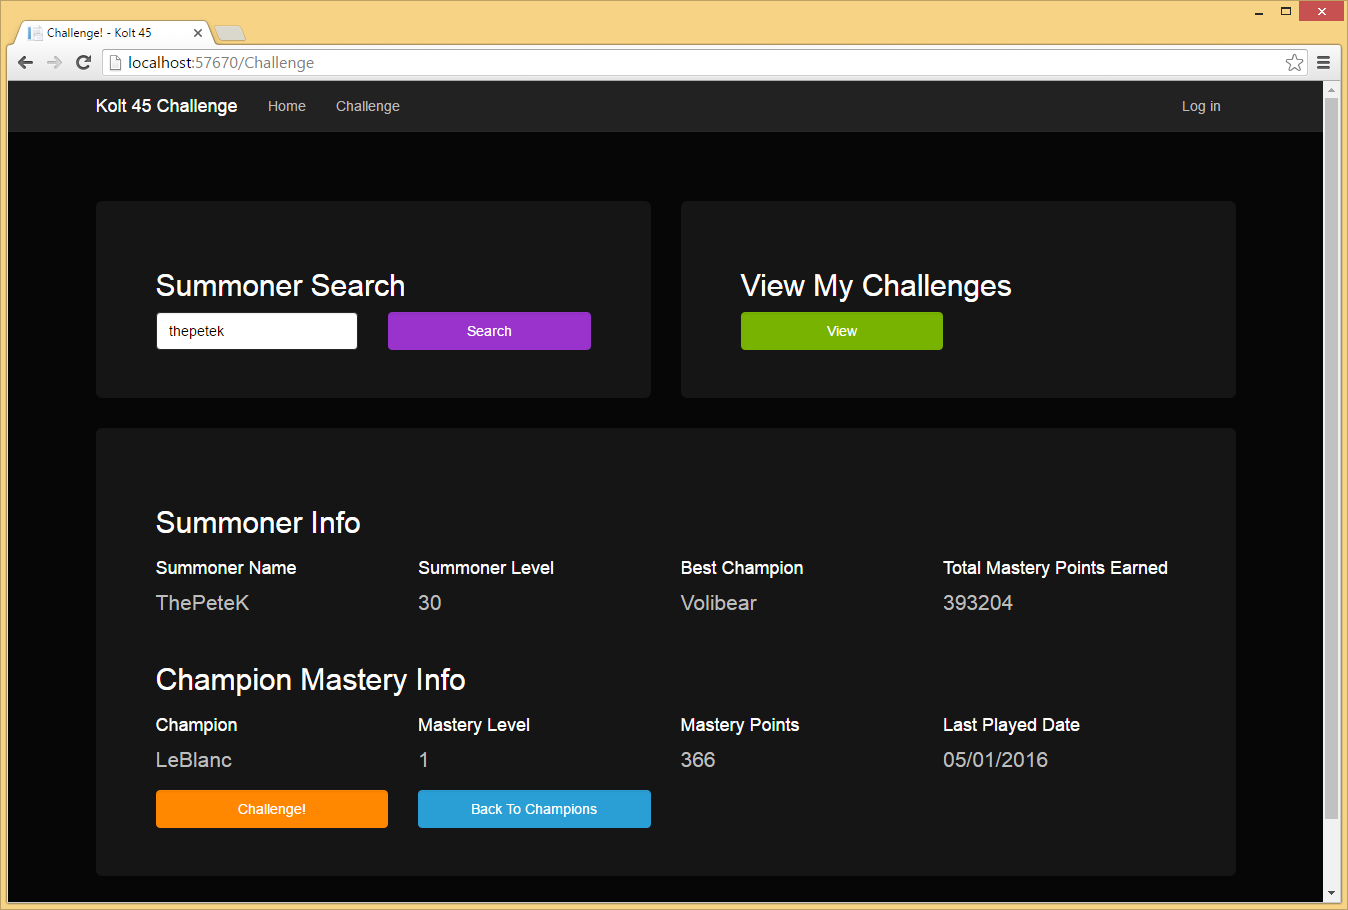 Challenge! - Kolt 45
localhost:57670/Challenge
Kolt 45 Challenge Home Challenge Log in
Summoner Search
thepetek Search
View My Challenges
View
Summoner Info
Summoner Name Summoner Level Best Champion Total Mastery Points Earned
ThePeteK 30 Volibear 393204
Champion Mastery Info
Champion Mastery Level Mastery Points Last Played Date
LeBlanc 1 366 05/01/2016
Challenge! Back To Champions